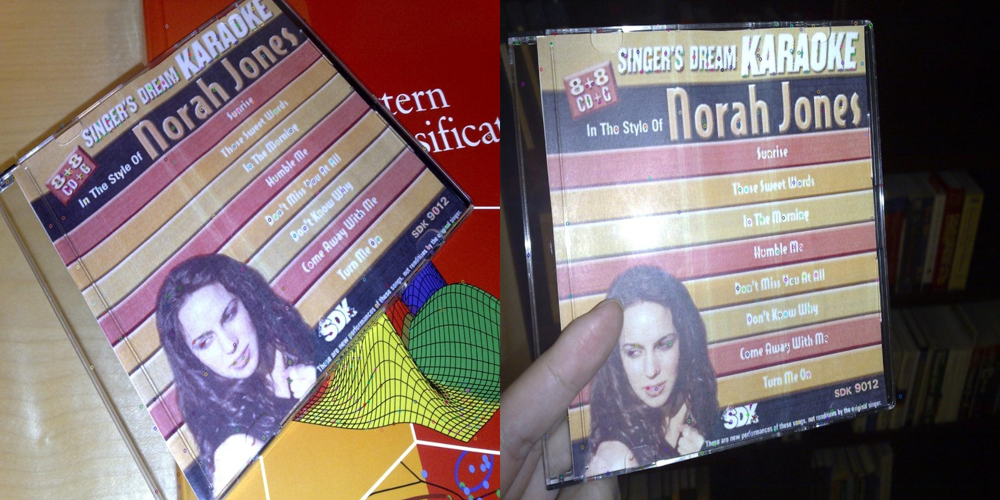 SINGER'S DREAM KARAOKE
8+8
CD+G
In The Style Of Norah Jones
Sunrise
Those Sweet Words
In The Morning
Humble Me
Don't Miss You At All
Don't Know Why
Come Away With Me
Turn Me On
SDK 9012
SDK
These are new performances of these songs, not renditions by the original singer.
tern
sifica
SINGER'S DREAM KARAOKE
8+8
CD+G
In The Style Of Norah Jones
Sunrise
Those Sweet Words
In The Morning
Humble Me
Don't Miss You At All
Don't Know Why
Come Away With Me
Turn Me On
SDK 9012
SDK
These are new performances of these songs, not renditions by the original singer.